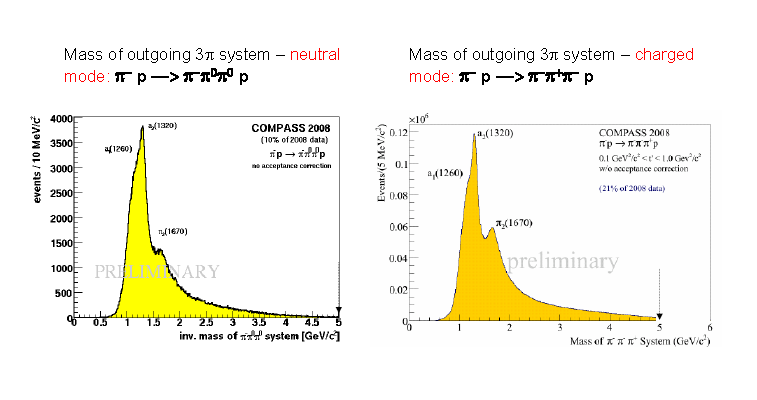 Mass of outgoing 3π system – neutral
mode: π⁻ p —> π⁻π⁰π⁰ p
4000
3500
3000
2500
2000
1500
1000
500
0
events / 10 MeV/c²
a₂(1320)
a₁(1260)
π₂(1670)
COMPASS 2008
(10% of 2008 data)
π⁻p → π⁻π⁰π⁰p
no acceptance correction
PRELIMINARY
0 0.5 1 1.5 2 2.5 3 3.5 4 4.5 5
inv. mass of π⁻π⁰π⁰ system [GeV/c²]
Mass of outgoing 3π system – charged
mode: π⁻ p —> π⁻π⁺π⁻ p
×10⁶
0.12
0.1
0.08
0.06
0.04
0.02
0
Events/(5 MeV/c²)
a₂(1320)
a₁(1260)
π₂(1670)
COMPASS 2008
π⁻p → π⁻π⁻π⁺p
0.1 GeV²/c² < t' < 1.0 Gev²/c²
w/o acceptance correction
(21% of 2008 data)
preliminary
0 1 2 3 4 5 6
Mass of π⁻π⁻π⁺ System (GeV/c²)